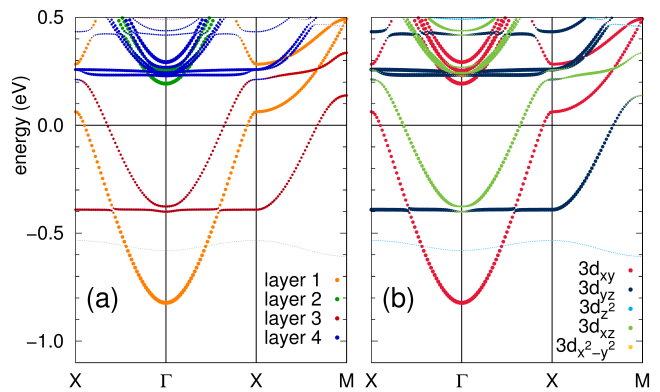 energy (eV)
0.5
0.0
−0.5
−1.0
(a)
layer 1
layer 2
layer 3
layer 4
X Γ X M
(b)
3d_xy
3d_yz
3d_z²
3d_xz
3d_x²−y²
X Γ X M